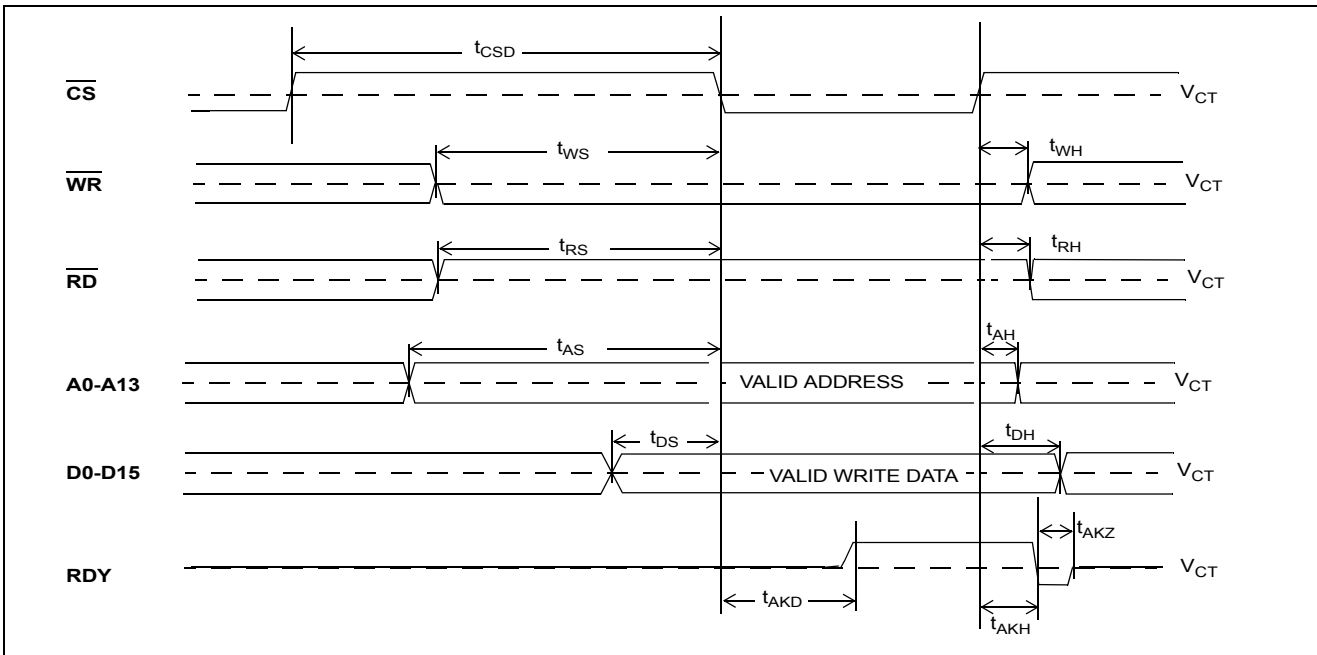 tCSD
CS
VCT
tWS
tWH
WR
VCT
tRS
tRH
RD
VCT
tAS
tAH
A0-A13
VALID ADDRESS
VCT
tDS
tDH
D0-D15
VALID WRITE DATA
VCT
tAKZ
RDY
VCT
tAKD
tAKH